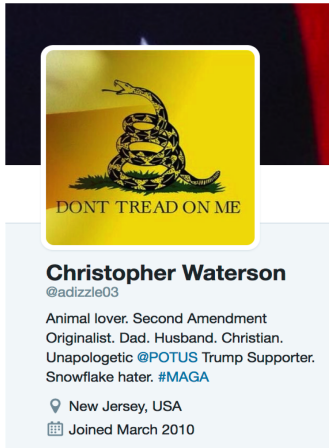 DONT TREAD ON ME
Christopher Waterson
@adizzle03
Animal lover. Second Amendment
Originalist. Dad. Husband. Christian.
Unapologetic @POTUS Trump Supporter.
Snowflake hater. #MAGA
New Jersey, USA
Joined March 2010